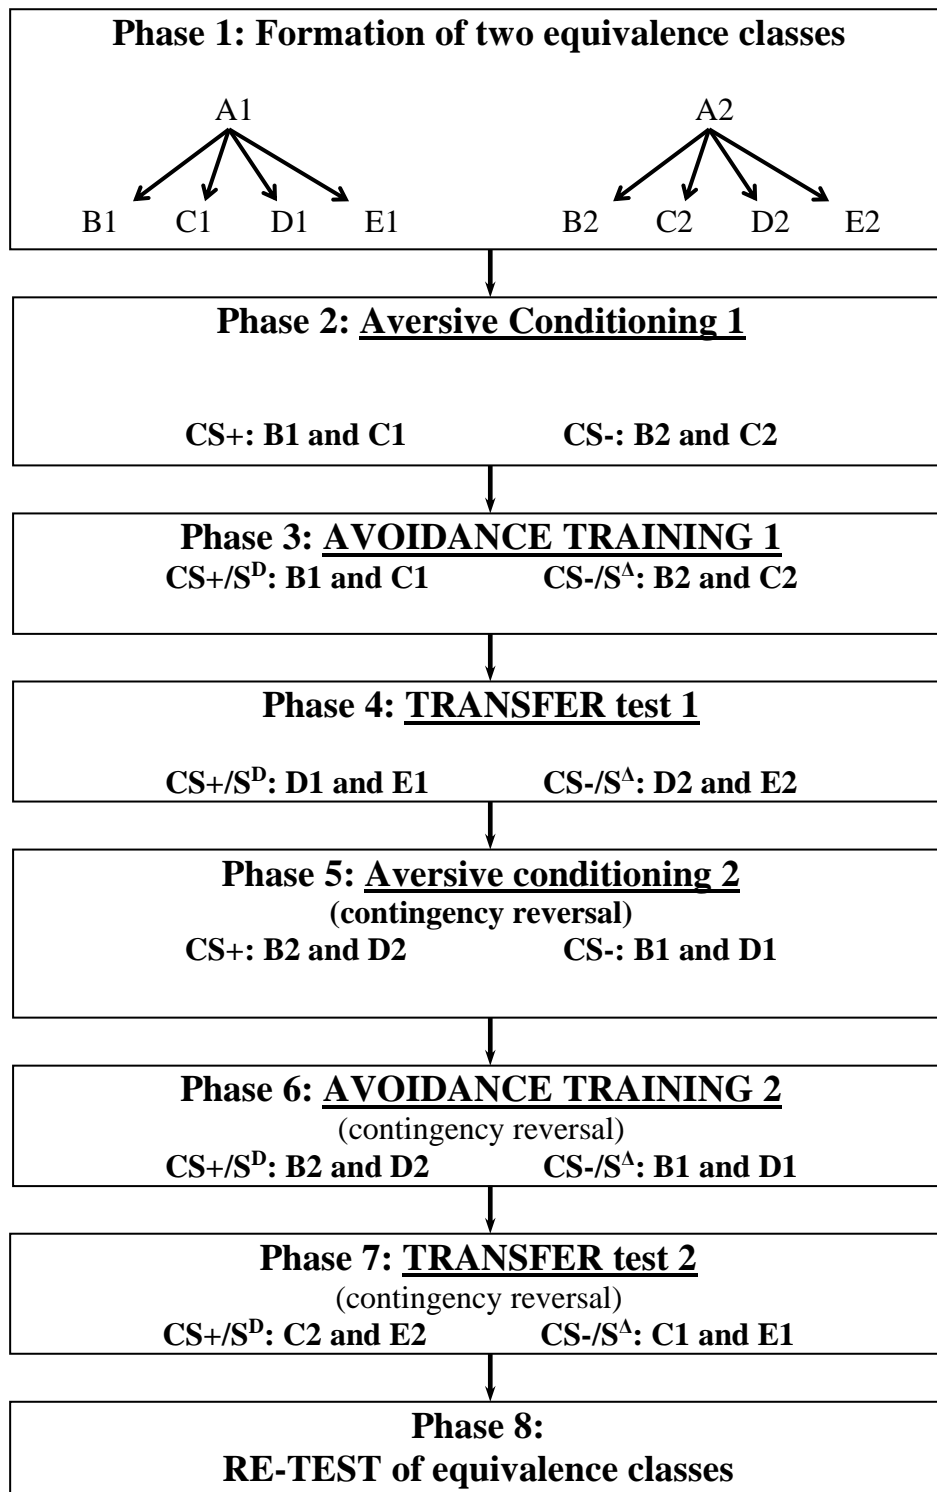 Phase 1: Formation of two equivalence classes
A1 A2
B1 C1 D1 E1 B2 C2 D2 E2
Phase 2: Aversive Conditioning 1
CS+: B1 and C1 CS-: B2 and C2
Phase 3: AVOIDANCE TRAINING 1
CS+/Sᴰ: B1 and C1 CS-/S^Δ: B2 and C2
Phase 4: TRANSFER test 1
CS+/Sᴰ: D1 and E1 CS-/S^Δ: D2 and E2
Phase 5: Aversive conditioning 2
(contingency reversal)
CS+: B2 and D2 CS-: B1 and D1
Phase 6: AVOIDANCE TRAINING 2
(contingency reversal)
CS+/Sᴰ: B2 and D2 CS-/S^Δ: B1 and D1
Phase 7: TRANSFER test 2
(contingency reversal)
CS+/Sᴰ: C2 and E2 CS-/S^Δ: C1 and E1
Phase 8:
RE-TEST of equivalence classes